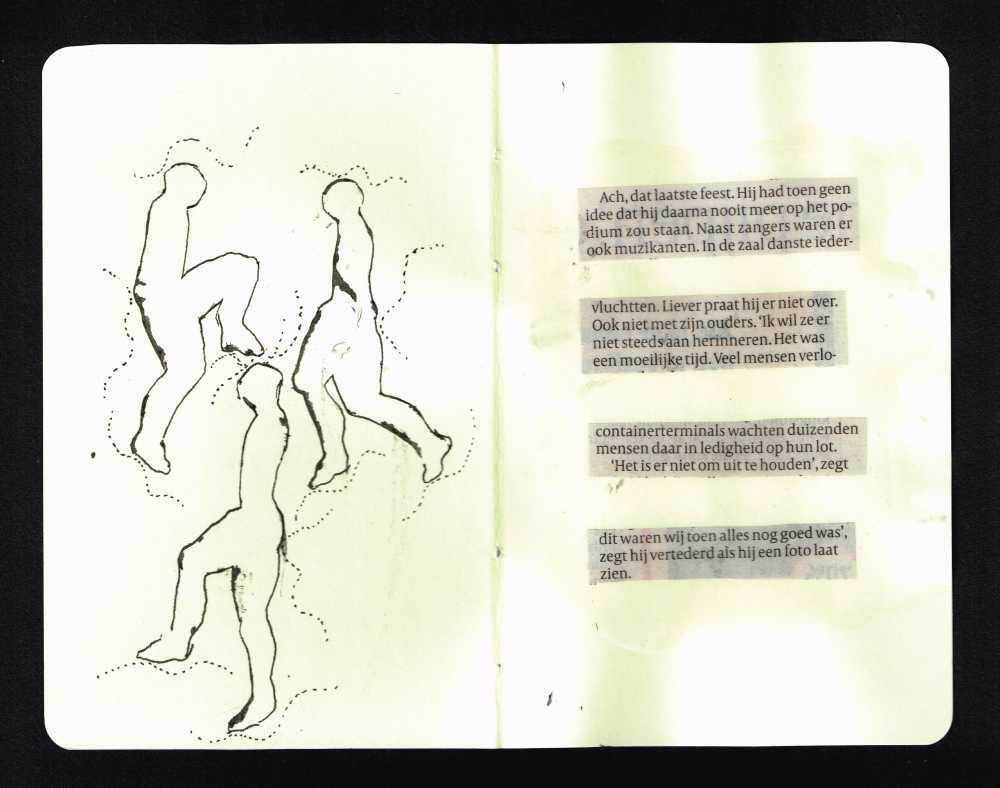 Ach, dat laatste feest. Hij had toen geen
idee dat hij daarna nooit meer op het po-
dium zou staan. Naast zangers waren er
ook muzikanten. In de zaal danste ieder-
vluchtten. Liever praat hij er niet over.
Ook niet met zijn ouders. ‘Ik wil ze er
niet steeds aan herinneren. Het was
een moeilijke tijd. Veel mensen verlo-
containerterminals wachten duizenden
mensen daar in ledigheid op hun lot.
‘Het is er niet om uit te houden’, zegt
dit waren wij toen alles nog goed was’,
zegt hij vertederd als hij een foto laat
zien.